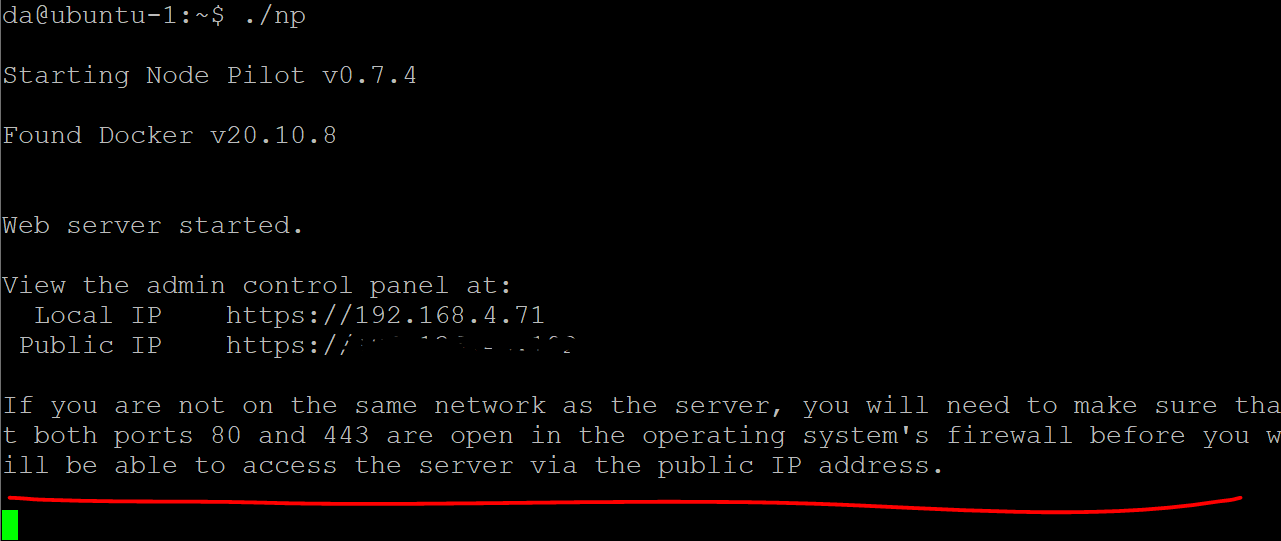 da@ubuntu-1:~$ ./np
Starting Node Pilot v0.7.4
Found Docker v20.10.8
Web server started.
View the admin control panel at:
Local IP https://192.168.4.71
Public IP https://
If you are not on the same network as the server, you will need to make sure tha
t both ports 80 and 443 are open in the operating system's firewall before you w
ill be able to access the server via the public IP address.